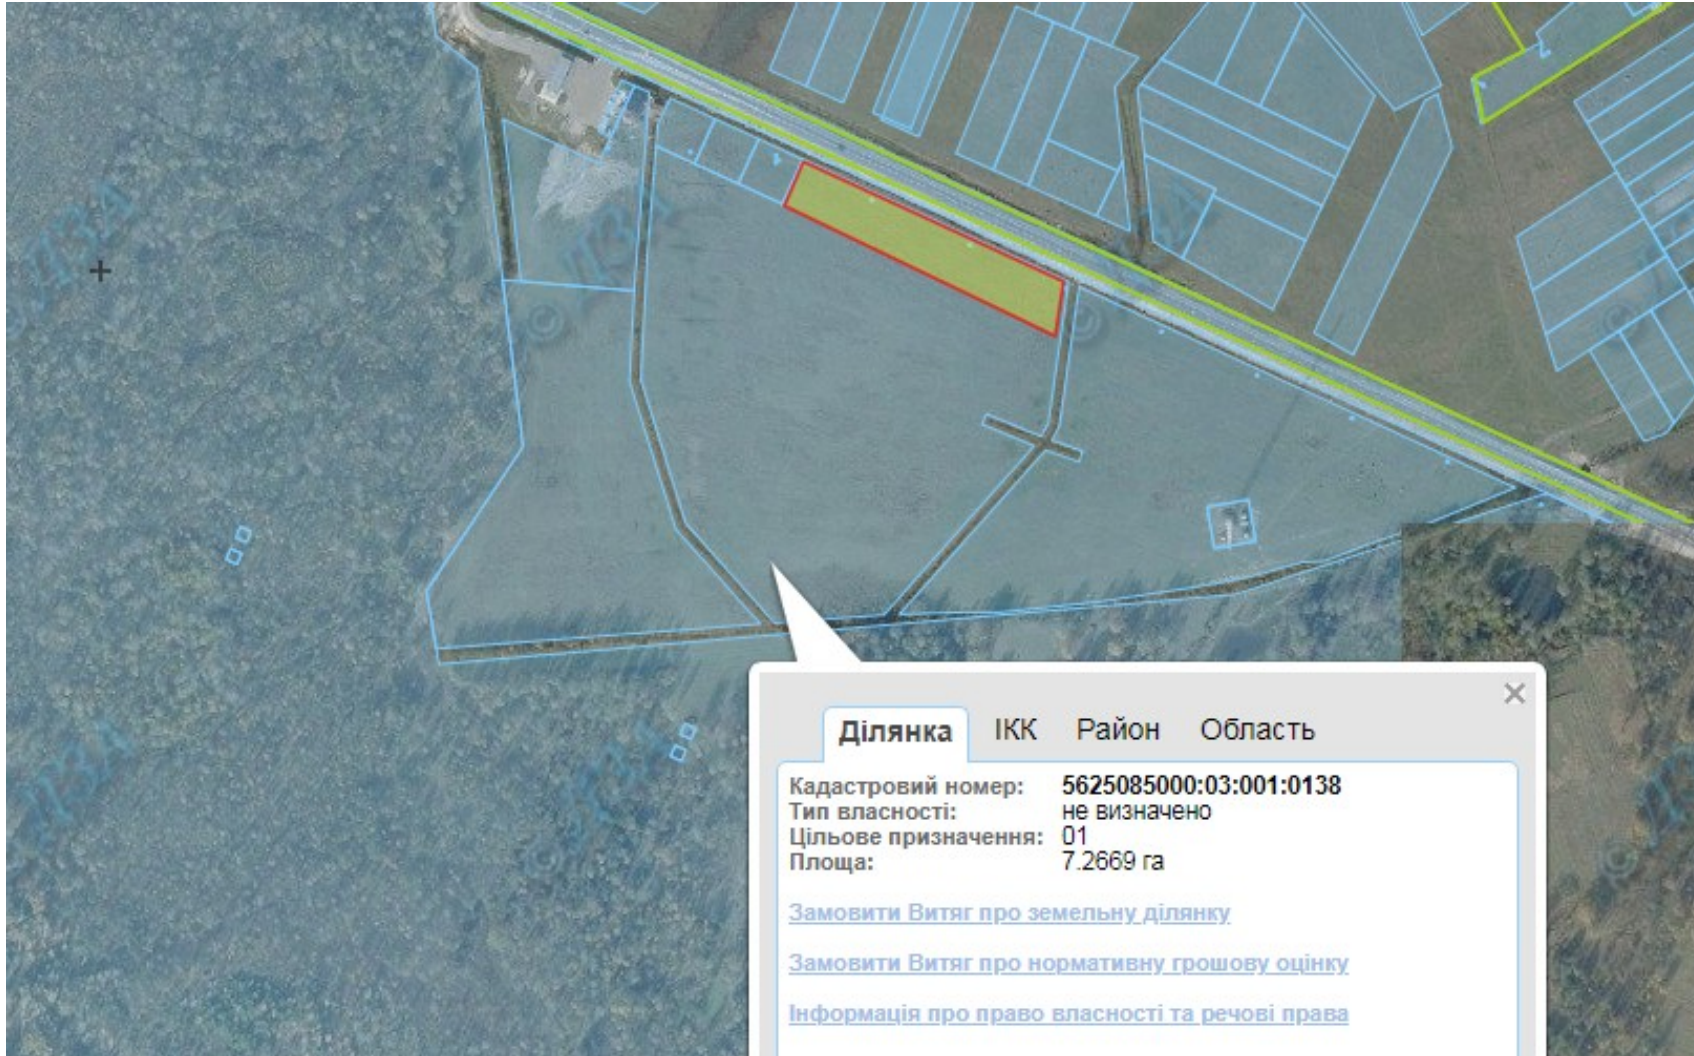 © ДЗА
Ділянка ІКК Район Область
Кадастровий номер: 5625085000:03:001:0138
Тип власності: не визначено
Цільове призначення: 01
Площа: 7.2669 га
Замовити Витяг про земельну ділянку
Замовити Витяг про нормативну грошову оцінку
Інформація про право власності та речові права